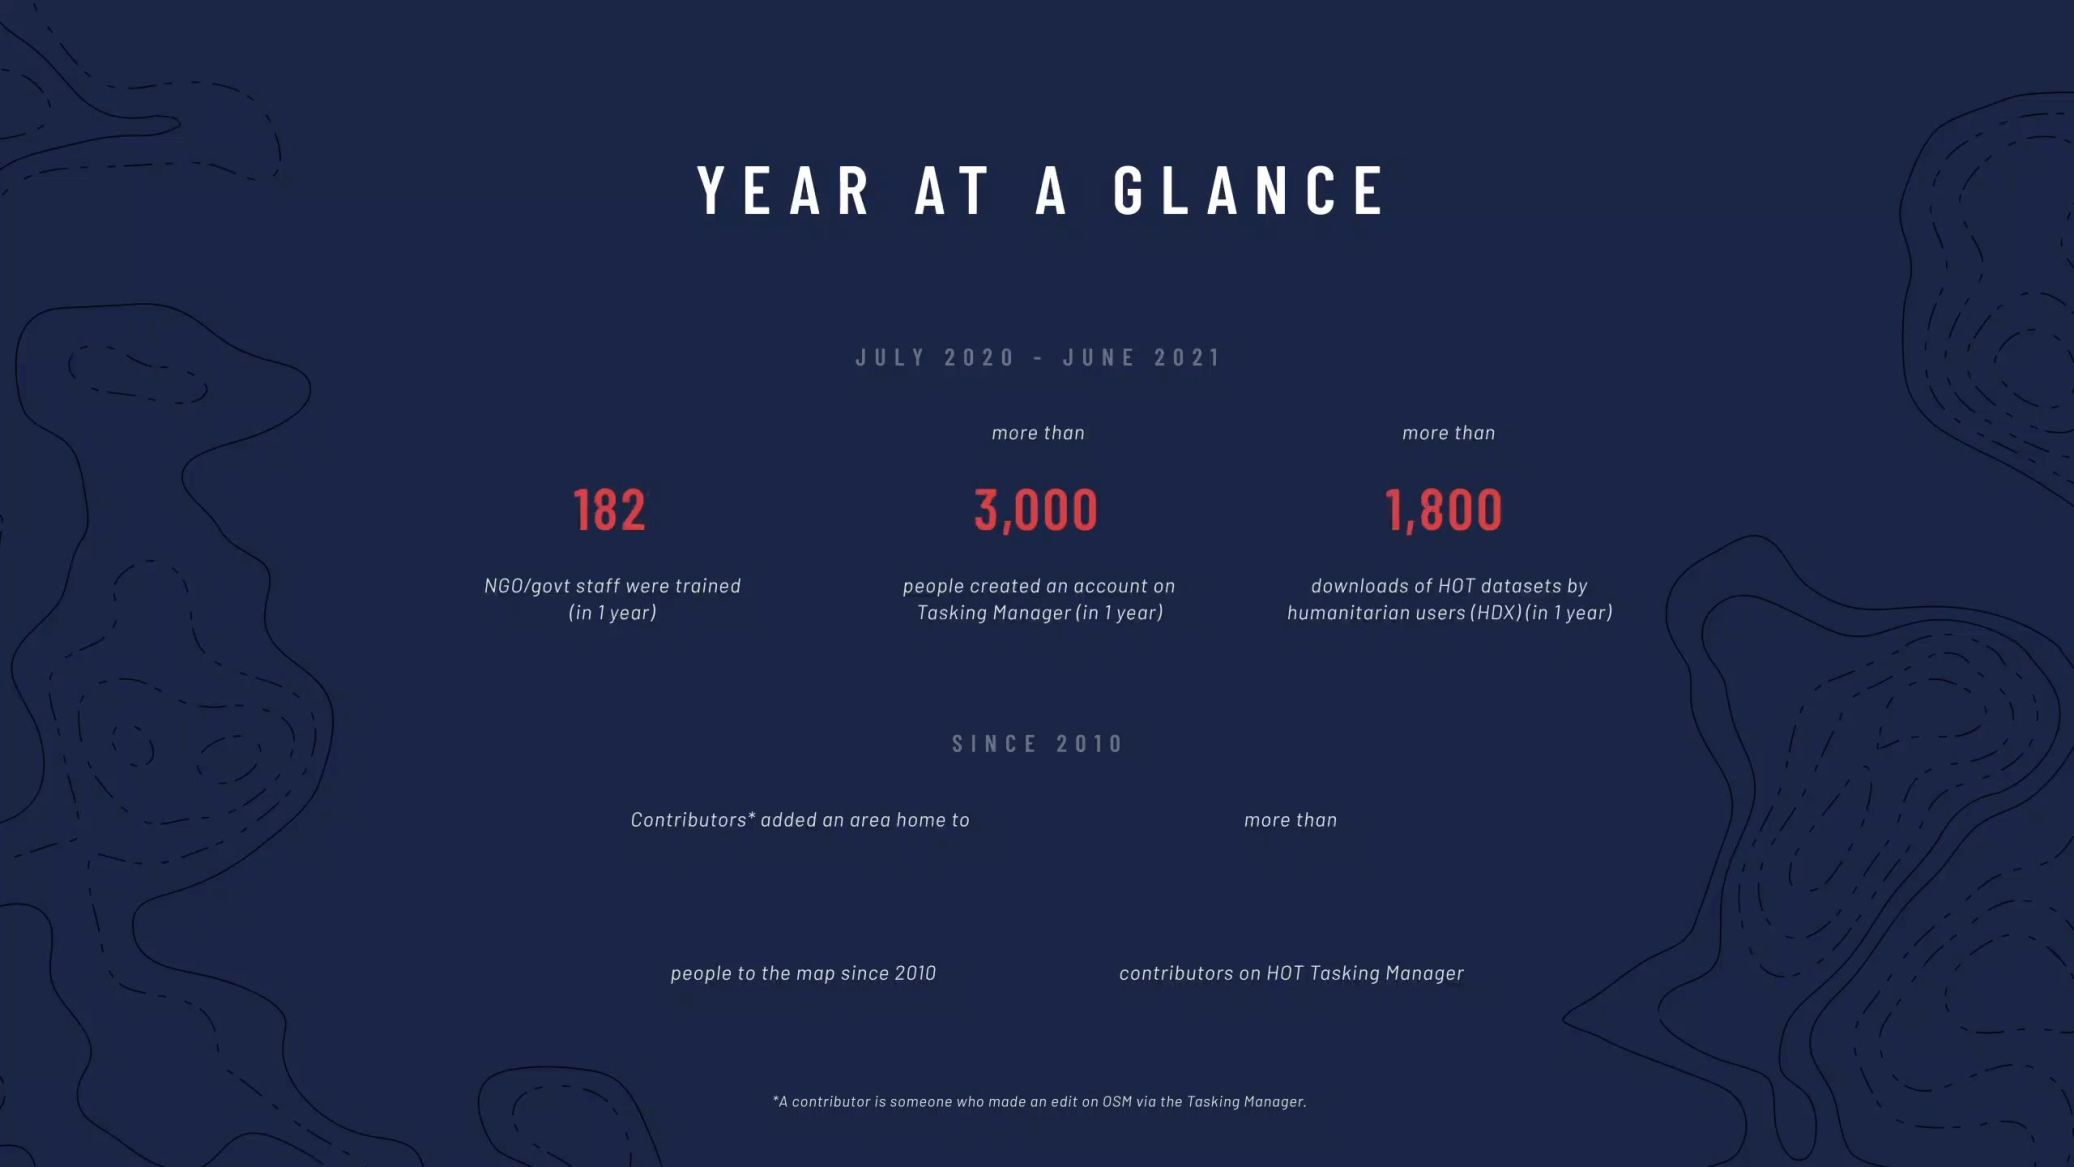 YEAR AT A GLANCE
JULY 2020 - JUNE 2021
182
NGO/govt staff were trained
(in 1 year)
more than
3,000
people created an account on
Tasking Manager (in 1 year)
more than
1,800
downloads of HOT datasets by
humanitarian users (HDX) (in 1 year)
SINCE 2010
Contributors* added an area home to
people to the map since 2010
more than
contributors on HOT Tasking Manager
*A contributor is someone who made an edit on OSM via the Tasking Manager.